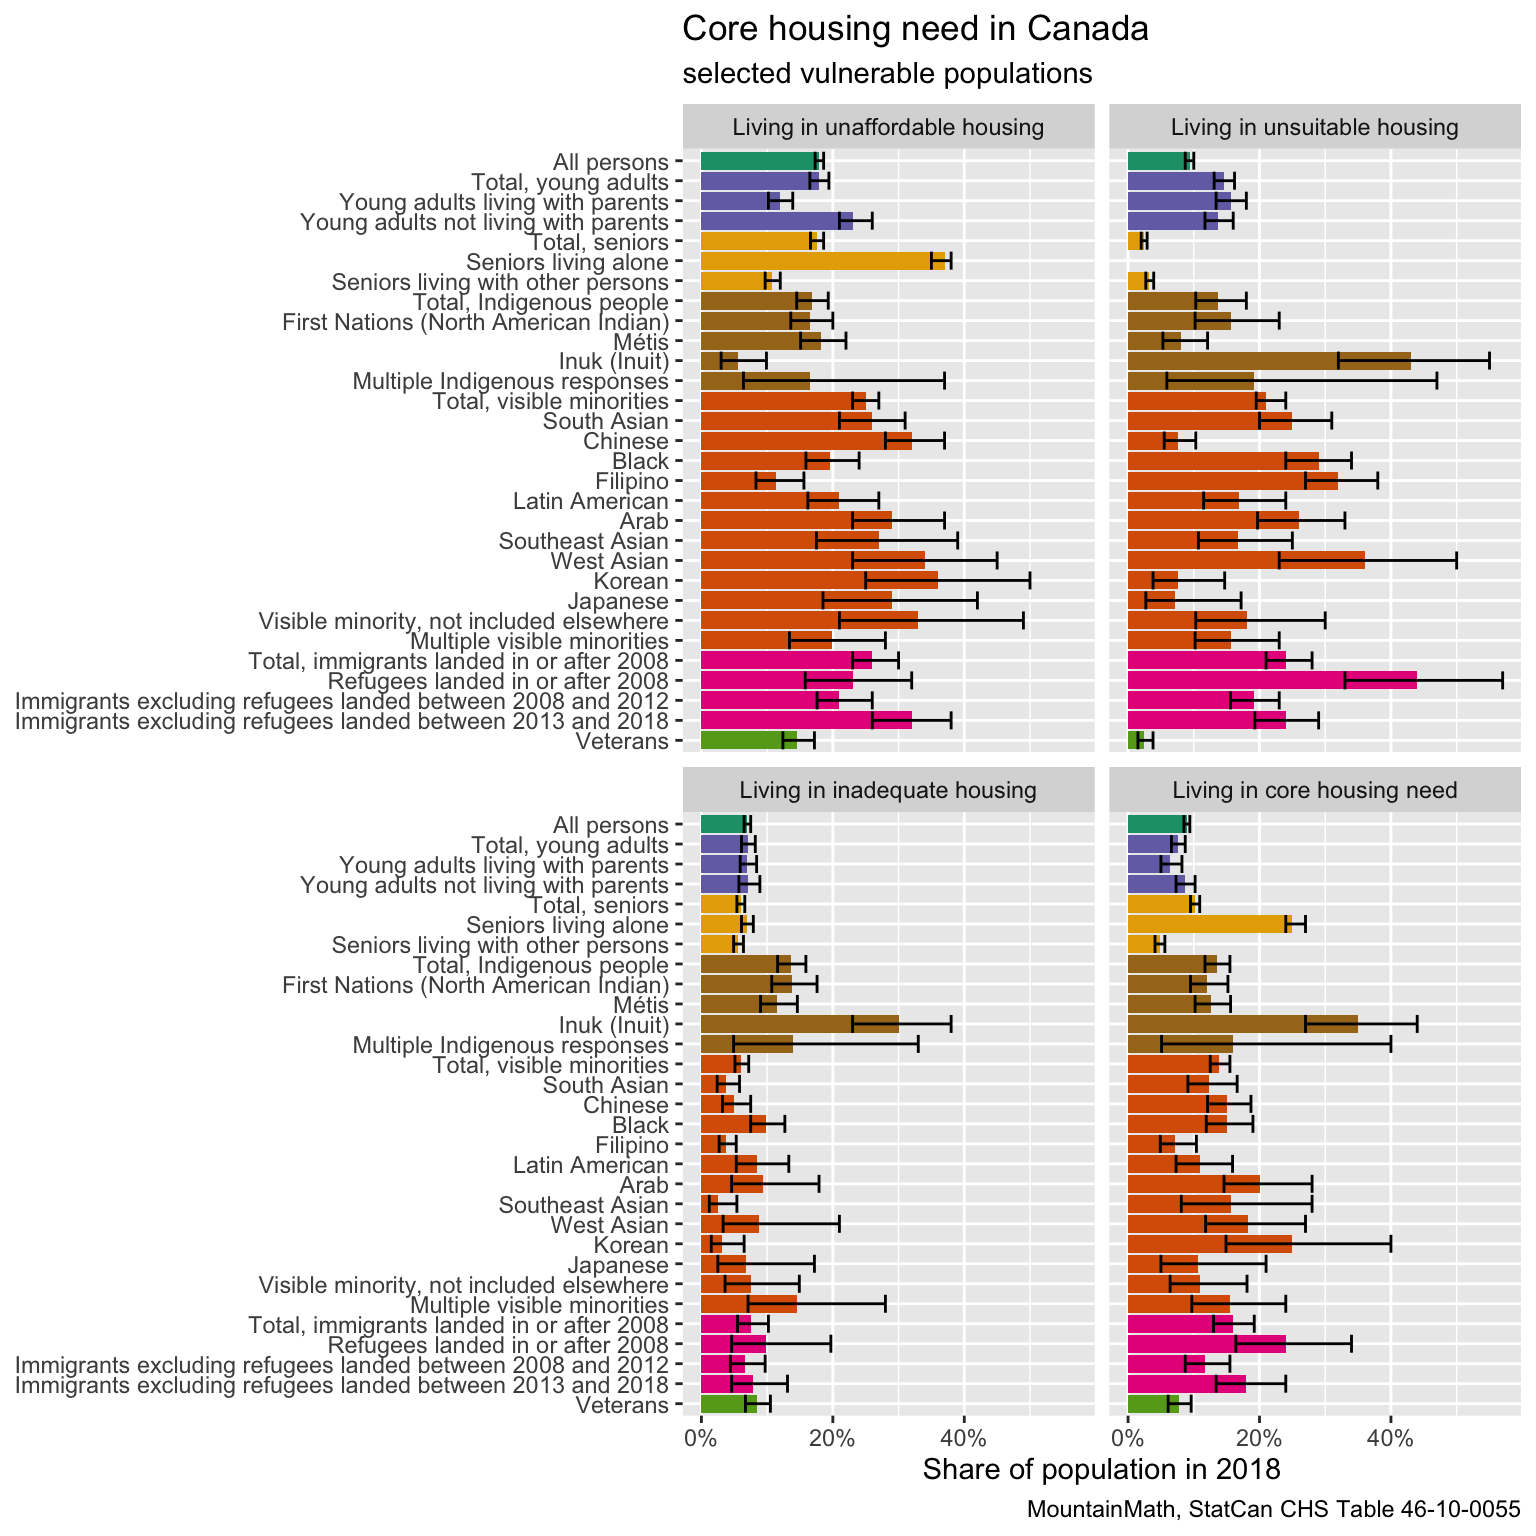 Core housing need in Canada
selected vulnerable populations
Living in unaffordable housing
Living in unsuitable housing
All persons
Total, young adults
Young adults living with parents
Young adults not living with parents
Total, seniors
Seniors living alone
Seniors living with other persons
Total, Indigenous people
First Nations (North American Indian)
Métis
Inuk (Inuit)
Multiple Indigenous responses
Total, visible minorities
South Asian
Chinese
Black
Filipino
Latin American
Arab
Southeast Asian
West Asian
Korean
Japanese
Visible minority, not included elsewhere
Multiple visible minorities
Total, immigrants landed in or after 2008
Refugees landed in or after 2008
Immigrants excluding refugees landed between 2008 and 2012
Immigrants excluding refugees landed between 2013 and 2018
Veterans
Living in inadequate housing
Living in core housing need
All persons
Total, young adults
Young adults living with parents
Young adults not living with parents
Total, seniors
Seniors living alone
Seniors living with other persons
Total, Indigenous people
First Nations (North American Indian)
Métis
Inuk (Inuit)
Multiple Indigenous responses
Total, visible minorities
South Asian
Chinese
Black
Filipino
Latin American
Arab
Southeast Asian
West Asian
Korean
Japanese
Visible minority, not included elsewhere
Multiple visible minorities
Total, immigrants landed in or after 2008
Refugees landed in or after 2008
Immigrants excluding refugees landed between 2008 and 2012
Immigrants excluding refugees landed between 2013 and 2018
Veterans
0% 20% 40%
0% 20% 40%
Share of population in 2018
MountainMath, StatCan CHS Table 46-10-0055